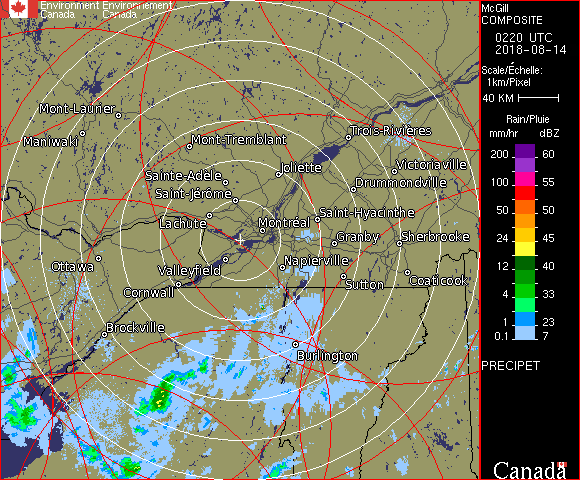 Environment Environnement
Canada Canada
Mont-Laurier
Trois-Rivières
Maniwaki
Mont-Tremblant
Victoriaville
Joliette
Sainte-Adèle
Drummondville
Saint-Jérôme
Saint-Hyacinthe
Lachute
Montréal
Granby
Sherbrooke
Ottawa
Valleyfield
Napierville
Coaticook
Cornwall
Sutton
Brockville
Burlington
McGill
COMPOSITE
0220 UTC
2018-08-14
Scale/Échelle:
1km/Pixel
40 KM
Rain/Pluie
mm/hr dBZ
200 60
100 55
50 50
24 45
12 40
4 33
1 23
0.1 7
PRECIPET
Canada